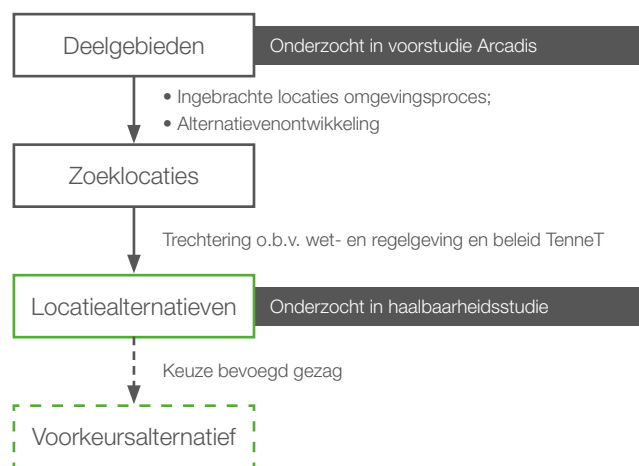 Deelgebieden
Onderzocht in voorstudie Arcadis
• Ingebrachte locaties omgevingsproces;
• Alternatievenontwikkeling
Zoeklocaties
Trechtering o.b.v. wet- en regelgeving en beleid TenneT
Locatiealternatieven
Onderzocht in haalbaarheidsstudie
Keuze bevoegd gezag
Voorkeursalternatief